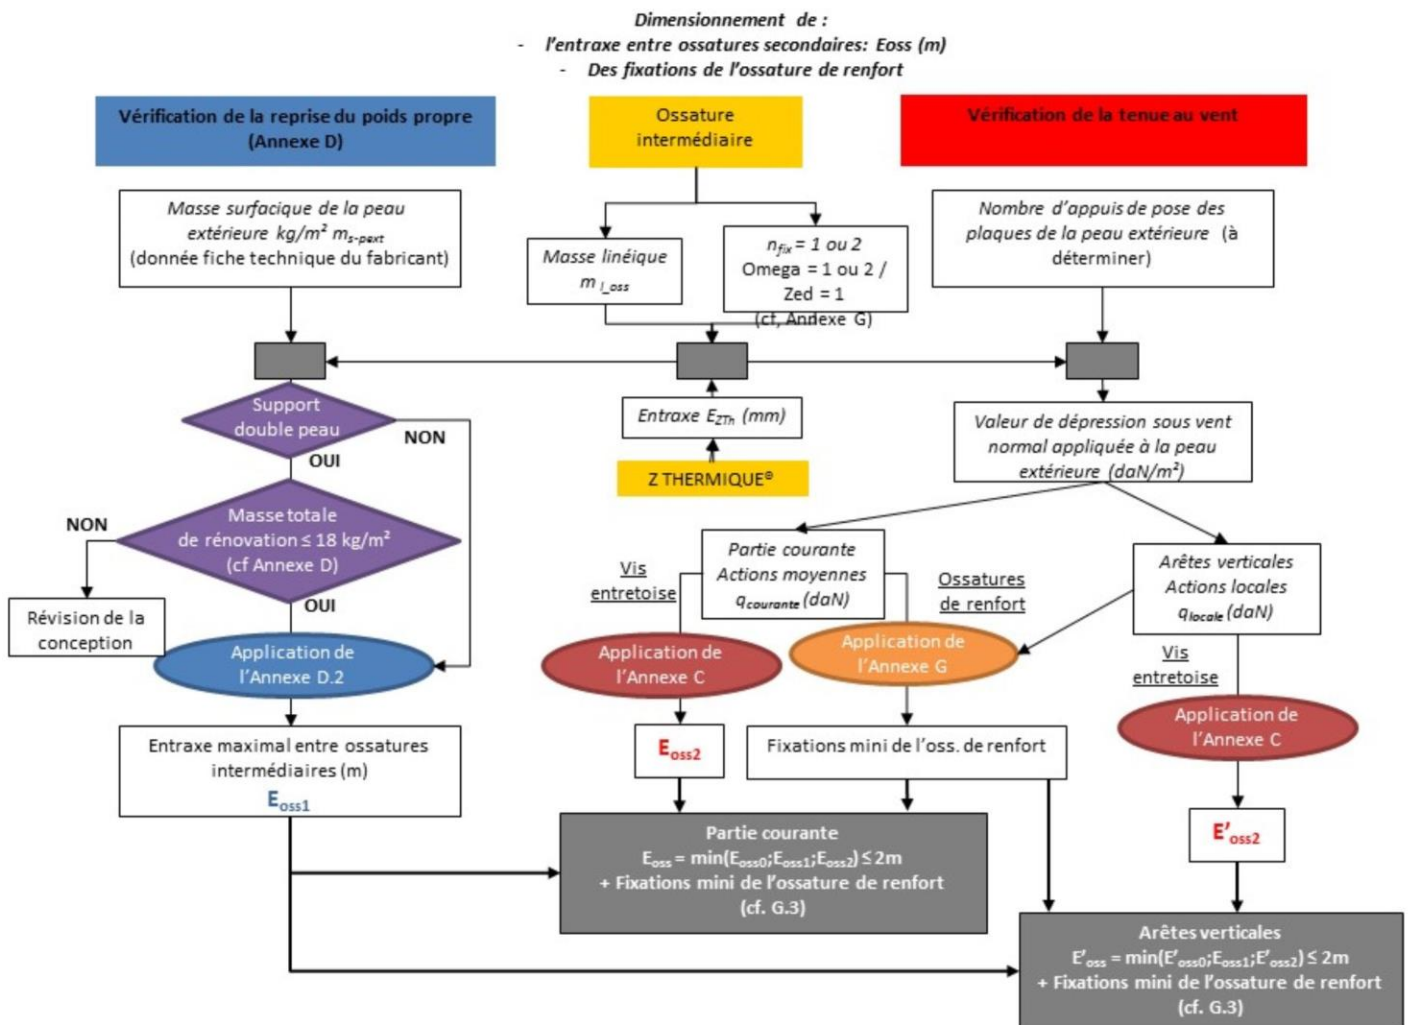 Dimensionnement de :
- l'entraxe entre ossatures secondaires: Eoss (m)
- Des fixations de l'ossature de renfort
Vérification de la reprise du poids propre
(Annexe D)
Ossature
intermédiaire
Vérification de la tenue au vent
Masse surfacique de la peau
extérieure kg/m² ms-pext
(donnée fiche technique du fabricant)
Masse linéique
m l_oss
nfix = 1 ou 2
Omega = 1 ou 2 /
Zed = 1
(cf, Annexe G)
Nombre d'appuis de pose des
plaques de la peau extérieure (à
déterminer)
Support
double peau
NON
OUI
Entraxe EZTh (mm)
Z THERMIQUE®
Valeur de dépression sous vent
normal appliquée à la peau
extérieure (daN/m²)
NON
Masse totale
de rénovation ≤ 18 kg/m²
(cf Annexe D)
OUI
Révision de la
conception
Partie courante
Actions moyennes
qcourante (daN)
Vis
entretoise
Ossatures
de renfort
Arêtes verticales
Actions locales
qlocale (daN)
Vis
entretoise
Application de
l'Annexe D.2
Application de
l'Annexe C
Application de
l'Annexe G
Application de
l'Annexe C
Entraxe maximal entre ossatures
intermédiaires (m)
Eoss1
Eoss2
Fixations mini de l'oss. de renfort
E'oss2
Partie courante
Eoss = min(Eoss0;Eoss1;Eoss2) ≤ 2m
+ Fixations mini de l'ossature de renfort
(cf. G.3)
Arêtes verticales
E'oss = min(E'oss0;Eoss1;E'oss2) ≤ 2m
+ Fixations mini de l'ossature de renfort
(cf. G.3)